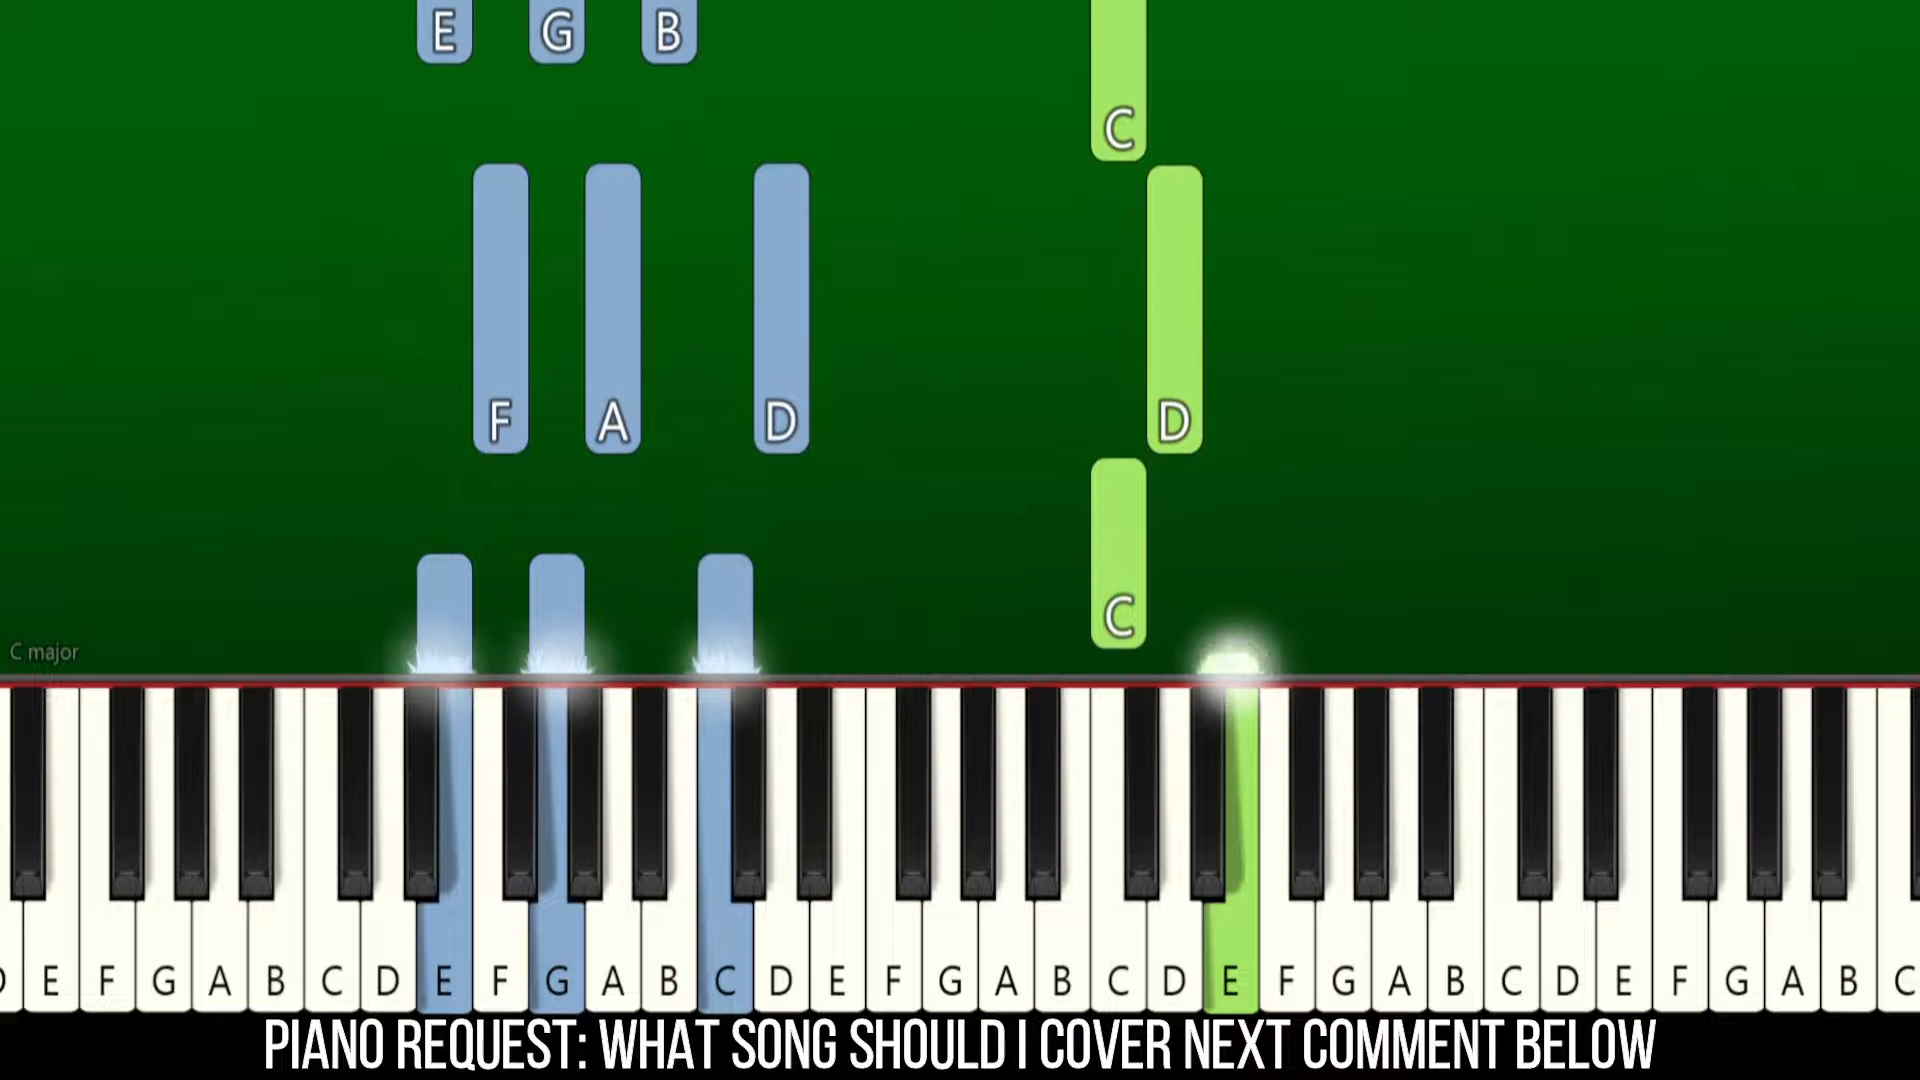 E G B
C
F A D D
C
C major
D E F G A B C D E F G A B C D E F G A B C D E F G A B C D E F G A B C
PIANO REQUEST: WHAT SONG SHOULD I COVER NEXT COMMENT BELOW